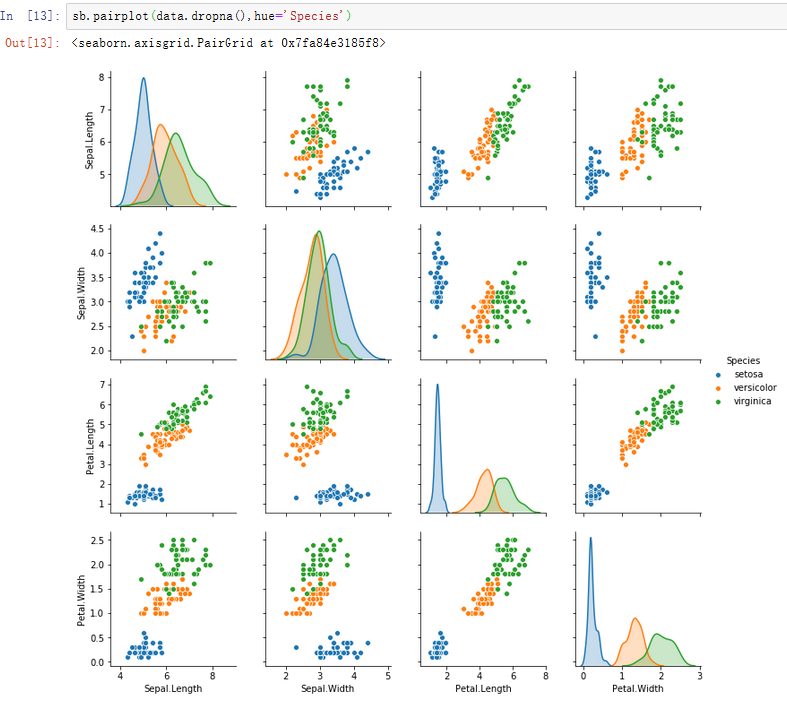 In [13]: sb.pairplot(data.dropna(),hue='Species')
Out[13]: <seaborn.axisgrid.PairGrid at 0x7fa84e3185f8>
8
7
6
5
Sepal.Length
4.5
4.0
3.5
3.0
2.5
2.0
Sepal.Width
Species
setosa
versicolor
virginica
7
6
5
4
3
2
1
Petal.Length
2.5
2.0
1.5
1.0
0.5
0.0
Petal.Width
4 6 8 2 3 4 5 2 4 6 8 0 1 2 3
Sepal.Length Sepal.Width Petal.Length Petal.Width